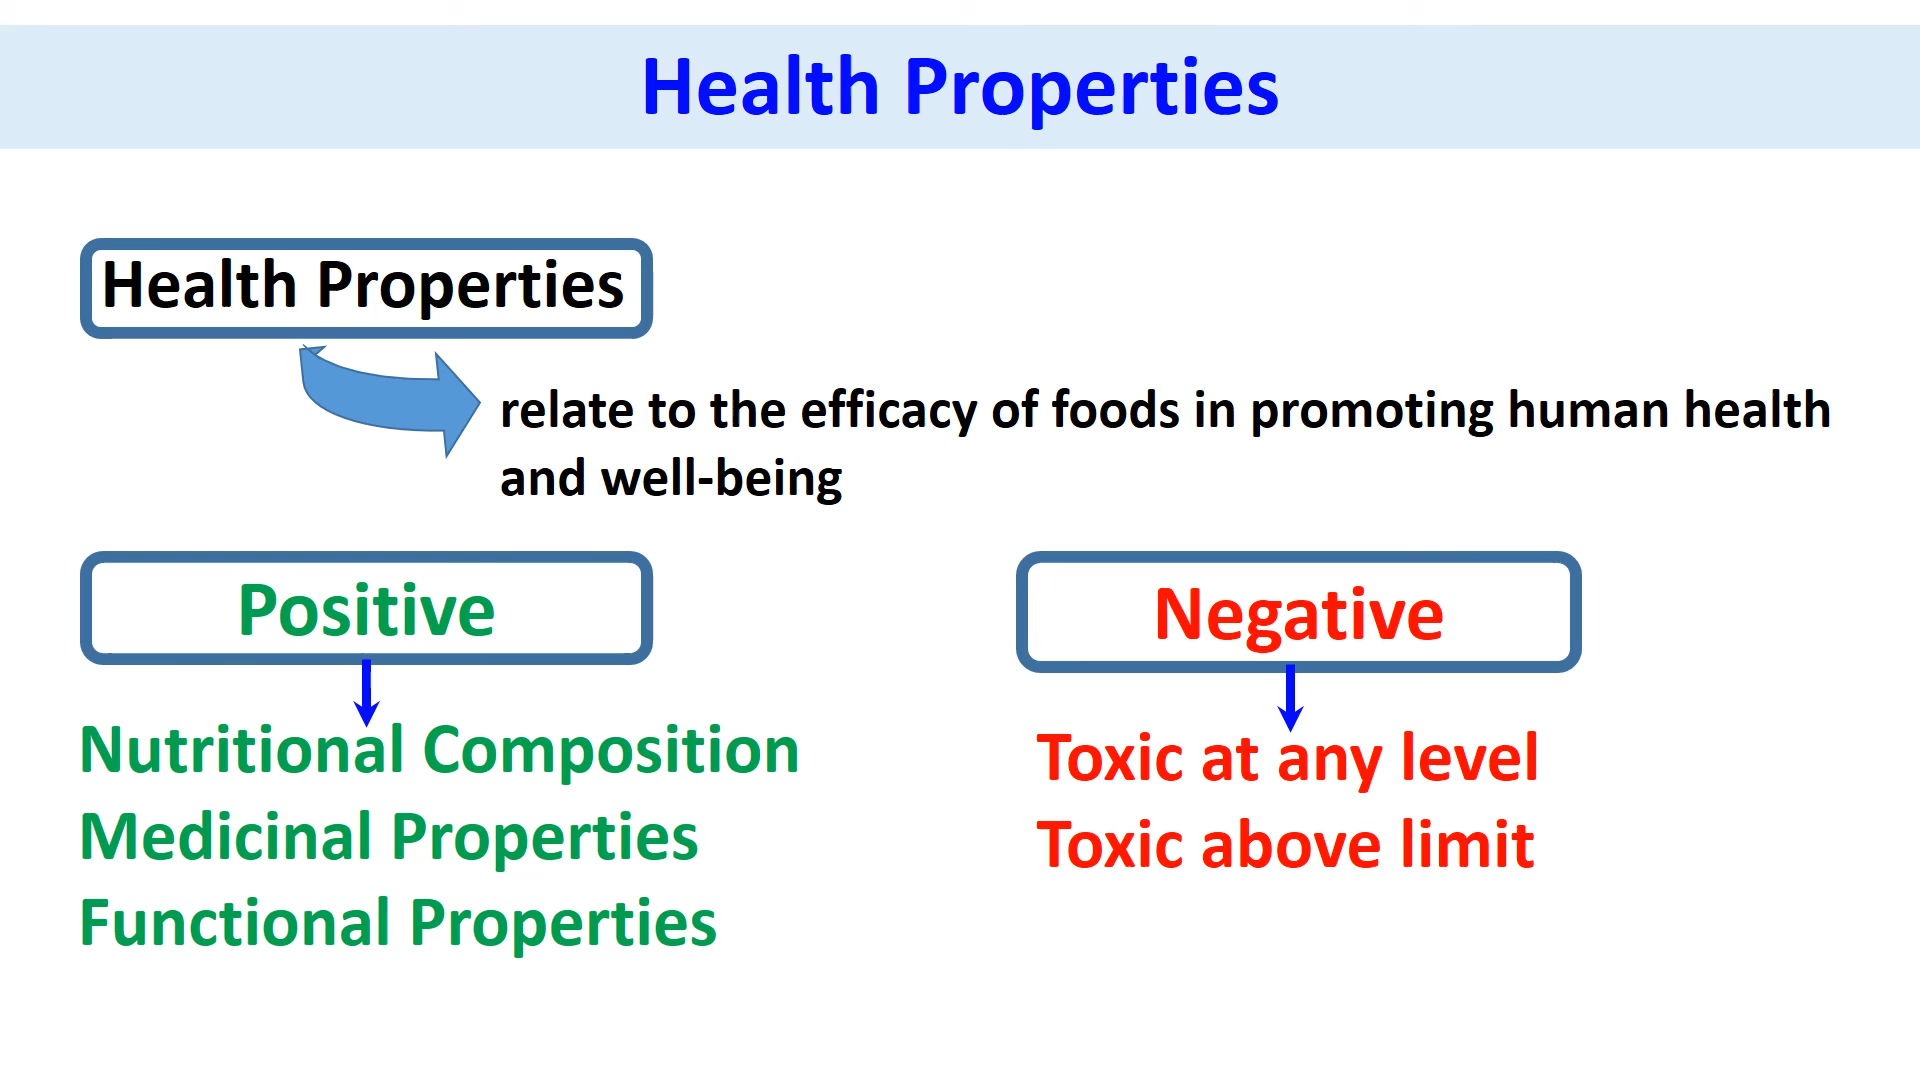 Health Properties
Health Properties
relate to the efficacy of foods in promoting human health
and well-being
Positive
Nutritional Composition
Medicinal Properties
Functional Properties
Negative
Toxic at any level
Toxic above limit